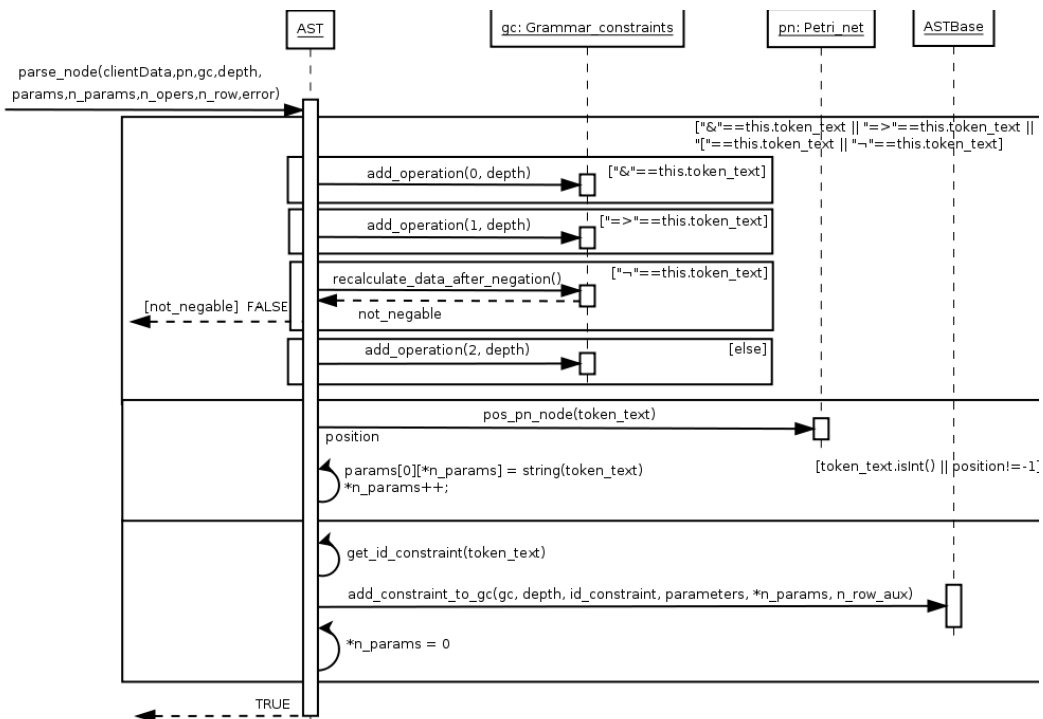 AST
gc: Grammar_constraints
pn: Petri_net
ASTBase
parse_node(clientData,pn,gc,depth,
params,n_params,n_opers,n_row,error)
["&"==this.token_text || "=>"==this.token_text ||
"["==this.token_text || "¬"==this.token_text]
add_operation(0, depth)
["&"==this.token_text]
add_operation(1, depth)
["=>"==this.token_text]
recalculate_data_after_negation()
["¬"==this.token_text]
[not_negable] FALSE
not_negable
add_operation(2, depth)
[else]
pos_pn_node(token_text)
position
[token_text.isInt() || position!=-1]
params[0][*n_params] = string(token_text)
*n_params++;
get_id_constraint(token_text)
add_constraint_to_gc(gc, depth, id_constraint, parameters, *n_params, n_row_aux)
*n_params = 0
TRUE